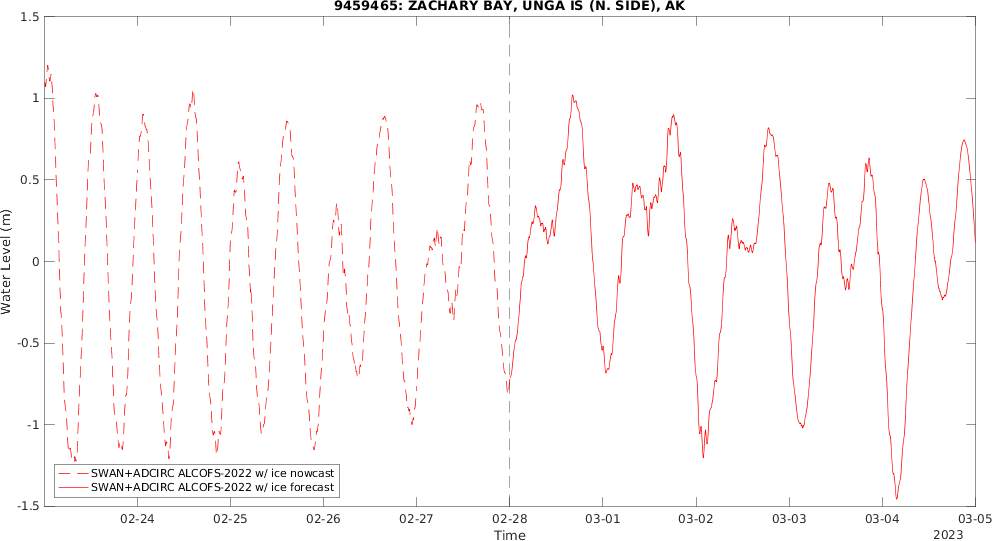 9459465: ZACHARY BAY, UNGA IS (N. SIDE), AK
1.5
1
0.5
0
-0.5
-1
-1.5
Water Level (m)
SWAN+ADCIRC ALCOFS-2022 w/ ice nowcast
SWAN+ADCIRC ALCOFS-2022 w/ ice forecast
02-24 02-25 02-26 02-27 02-28 03-01 03-02 03-03 03-04 03-05
Time
2023